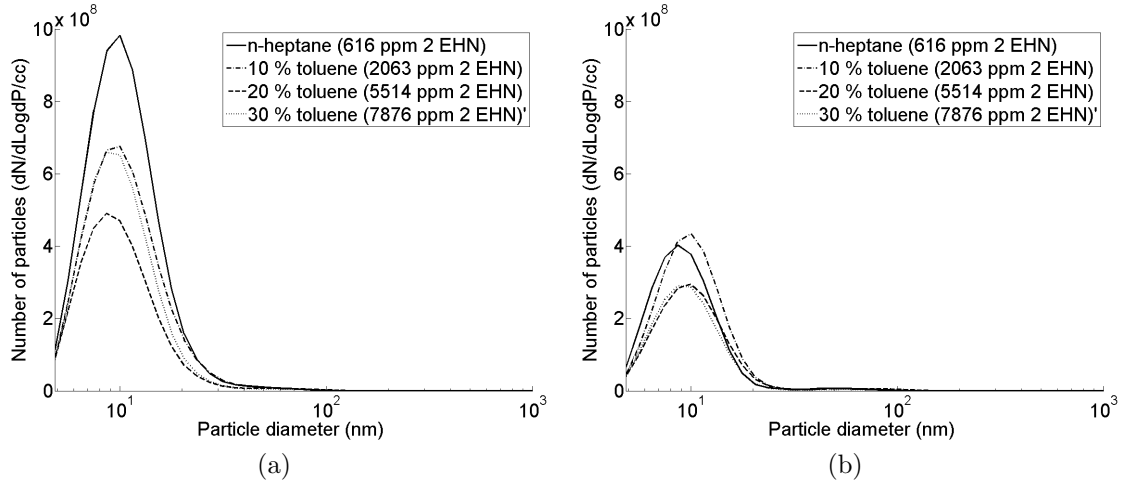 10 x 10^8
n-heptane (616 ppm 2 EHN)
10 % toluene (2063 ppm 2 EHN)
20 % toluene (5514 ppm 2 EHN)
30 % toluene (7876 ppm 2 EHN)'
8
6
4
2
0
Number of particles (dN/dLogdP/cc)
10^1
10^2
10^3
Particle diameter (nm)
(a)
10 x 10^8
n-heptane (616 ppm 2 EHN)
10 % toluene (2063 ppm 2 EHN)
20 % toluene (5514 ppm 2 EHN)
30 % toluene (7876 ppm 2 EHN)'
8
6
4
2
0
Number of particles (dN/dLogdP/cc)
10^1
10^2
10^3
Particle diameter (nm)
(b)